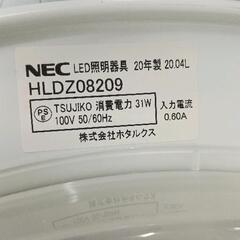 NEC LED照明器具 20年製 20.04L
HLDZ08209
PSE TSUJIKO 消費電力 31W
100V 50/60Hz
入力電流
0.60A
株式会社ホタルクス